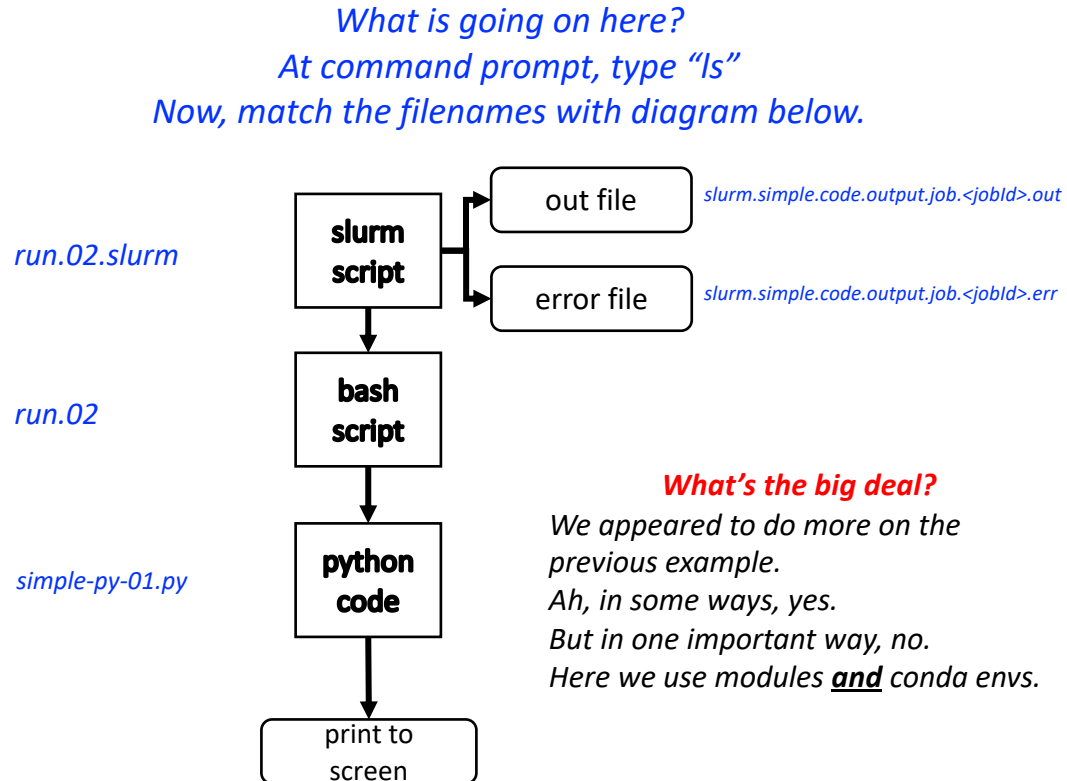 What is going on here?
At command prompt, type “ls”
Now, match the filenames with diagram below.
out file
slurm.simple.code.output.job.<jobId>.out
slurm
script
run.02.slurm
error file
slurm.simple.code.output.job.<jobId>.err
bash
script
run.02
What’s the big deal?
We appeared to do more on the
previous example.
Ah, in some ways, yes.
But in one important way, no.
Here we use modules and conda envs.
python
code
simple-py-01.py
print to
screen